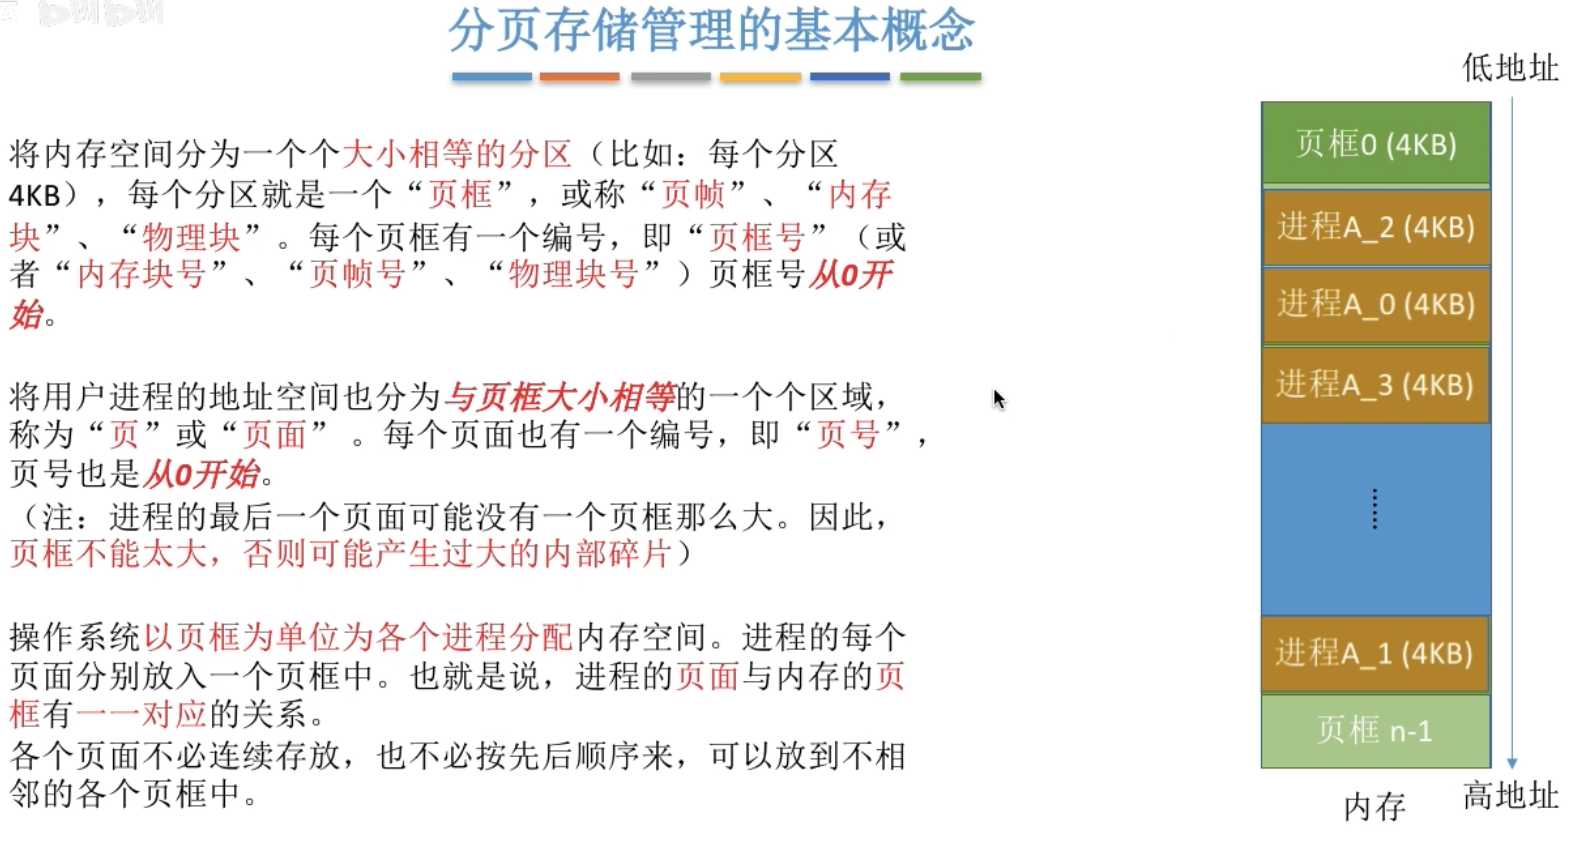 分页存储管理的基本概念
低地址
将内存空间分为一个个大小相等的分区（比如：每个分区
4KB），每个分区就是一个“页框”，或称“页帧”、“内存
块”、“物理块”。每个页框有一个编号，即“页框号”（或
者“内存块号”、“页帧号”、“物理块号”）页框号从0开
始。
将用户进程的地址空间也分为与页框大小相等的一个个区域，
称为“页”或“页面” 。每个页面也有一个编号，即“页号”，
页号也是从0开始。
（注：进程的最后一个页面可能没有一个页框那么大。因此，
页框不能太大，否则可能产生过大的内部碎片）
操作系统以页框为单位为各个进程分配内存空间。进程的每个
页面分别放入一个页框中。也就是说，进程的页面与内存的页
框有一一对应的关系。
各个页面不必连续存放，也不必按先后顺序来，可以放到不相
邻的各个页框中。
页框0 (4KB)
进程A_2 (4KB)
进程A_0 (4KB)
进程A_3 (4KB)
……
进程A_1 (4KB)
页框 n-1
内存
高地址